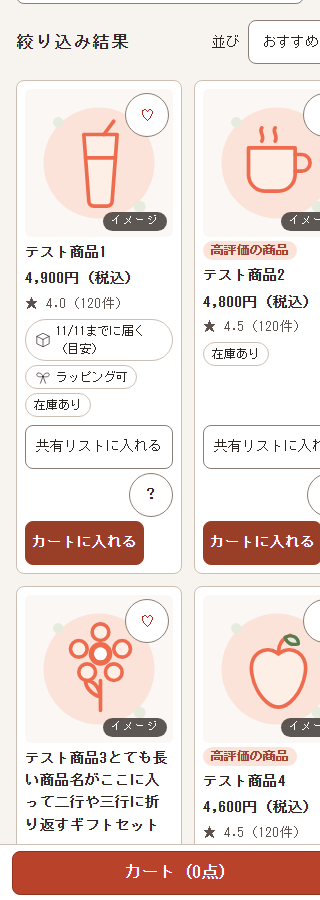 絞り込み結果
並び おすすめ
♡
イメージ
テスト商品1
4,900円（税込）
★ 4.0（120件）
11/11までに届く
（目安）
ラッピング可
在庫あり
共有リストに入れる
?
カートに入れる
イメー
高評価の商品
テスト商品2
4,800円（税込）
★ 4.5（120件）
在庫あり
共有リストに入れる
カートに入れる
♡
イメージ
テスト商品3とても長
い商品名がここに入
って二行や三行に折
り返すギフトセット
イメー
高評価の商品
テスト商品4
4,600円（税込）
★ 4.5（120件）
カート（0点）